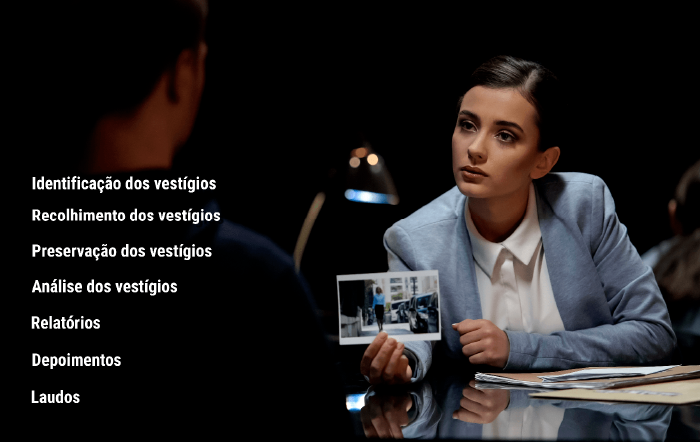 Identificação dos vestígios
Recolhimento dos vestígios
Preservação dos vestígios
Análise dos vestígios
Relatórios
Depoimentos
Laudos